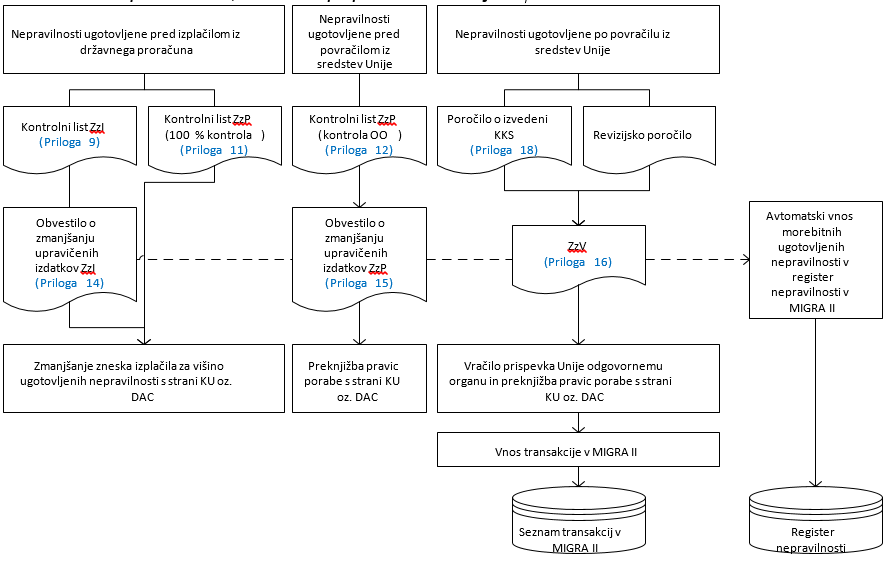 Nepravilnosti ugotovljene pred izplačilom iz
državnega proračuna
Nepravilnosti
ugotovljene pred
povračilom iz
sredstev Unije
Nepravilnosti ugotovljene po povračilu iz
sredstev Unije
Kontrolni list ZzI
(Priloga 9)
Kontrolni list ZzP
(100 % kontrola )
(Priloga 11)
Kontrolni list ZzP
(kontrola OO )
(Priloga 12)
Poročilo o izvedeni
KKS
(Priloga 18)
Revizijsko poročilo
Obvestilo o
zmanjšanju
upravičenih
izdatkov ZzI
(Priloga 14)
Obvestilo o
zmanjšanju
upravičenih
izdatkov ZzP
(Priloga 15)
ZzV
(Priloga 16)
Avtomatski vnos
morebitnih
ugotovljenih
nepravilnosti v
register
nepravilnosti v
MIGRA II
Zmanjšanje zneska izplačila za višino
ugotovljenih nepravilnosti s strani KU oz.
DAC
Preknjižba pravic
porabe s strani KU
oz. DAC
Vračilo prispevka Unije odgovornemu
organu in preknjižba pravic porabe s strani
KU oz. DAC
Vnos transakcije v MIGRA II
Seznam transakcij v
MIGRA II
Register
nepravilnosti